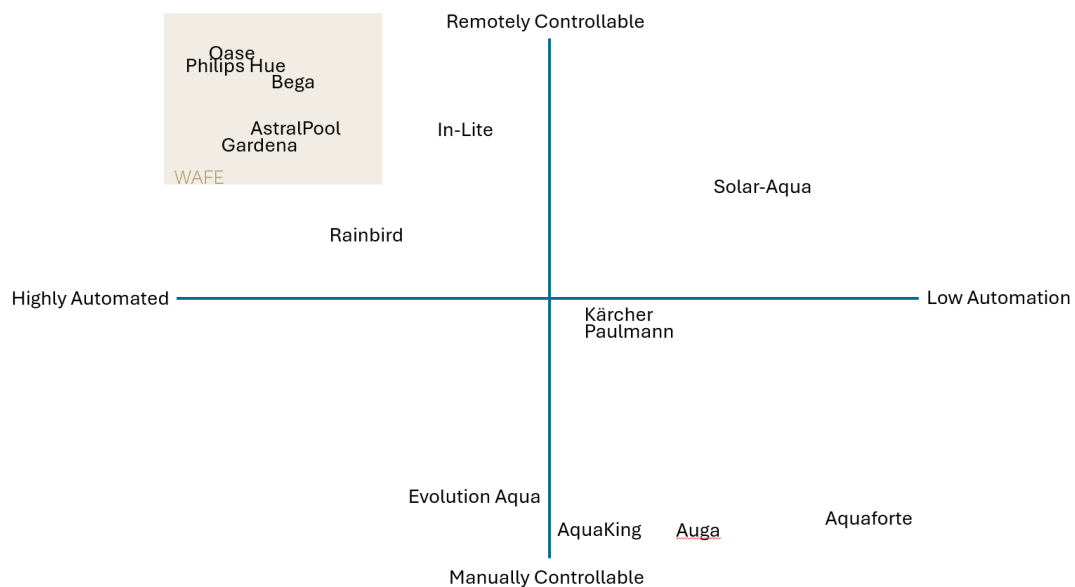 Remotely Controllable
Oase
Philips Hue
Bega
AstralPool
In-Lite
Gardena
WAFE
Solar-Aqua
Rainbird
Highly Automated
Low Automation
Kärcher
Paulmann
Evolution Aqua
Aquaforte
AquaKing
Auga
Manually Controllable